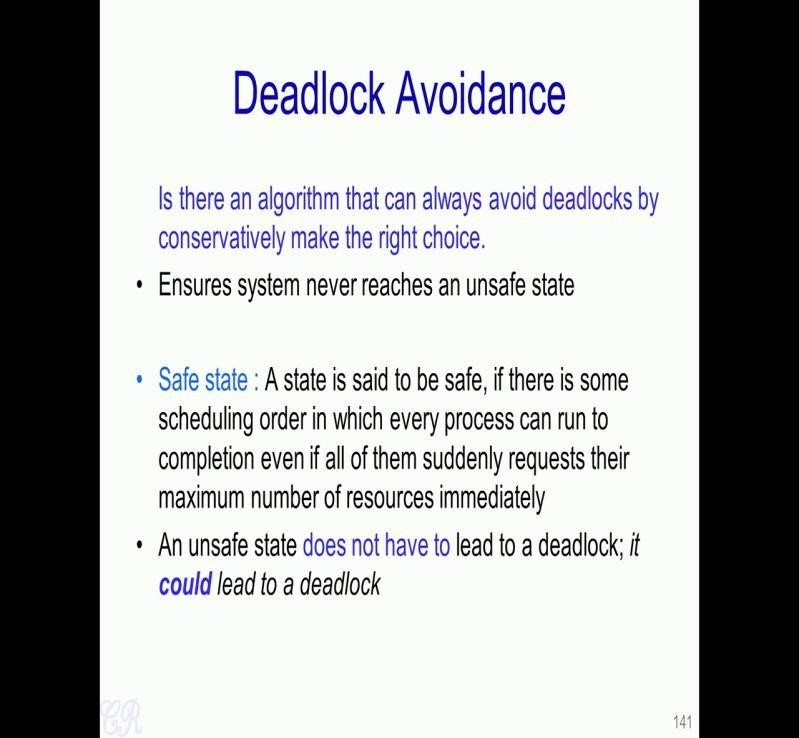 Deadlock Avoidance
Is there an algorithm that can always avoid deadlocks by
conservatively make the right choice.
• Ensures system never reaches an unsafe state
• Safe state : A state is said to be safe, if there is some
scheduling order in which every process can run to
completion even if all of them suddenly requests their
maximum number of resources immediately
• An unsafe state does not have to lead to a deadlock; it
could lead to a deadlock
CR
141